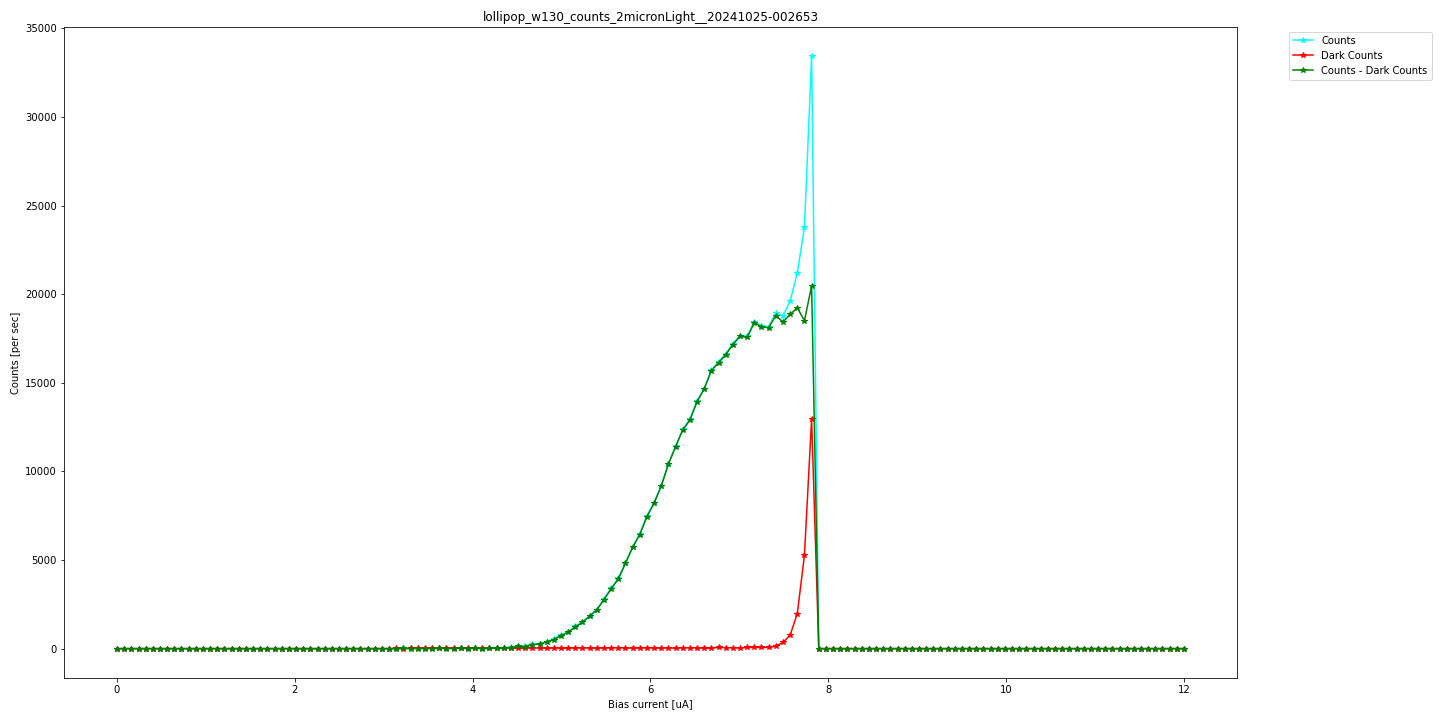 lollipop_w130_counts_2micronLight__20241025-002653
Counts
Dark Counts
Counts - Dark Counts
Counts [per sec]
35000
30000
25000
20000
15000
10000
5000
0
0 2 4 6 8 10 12
Bias current [uA]